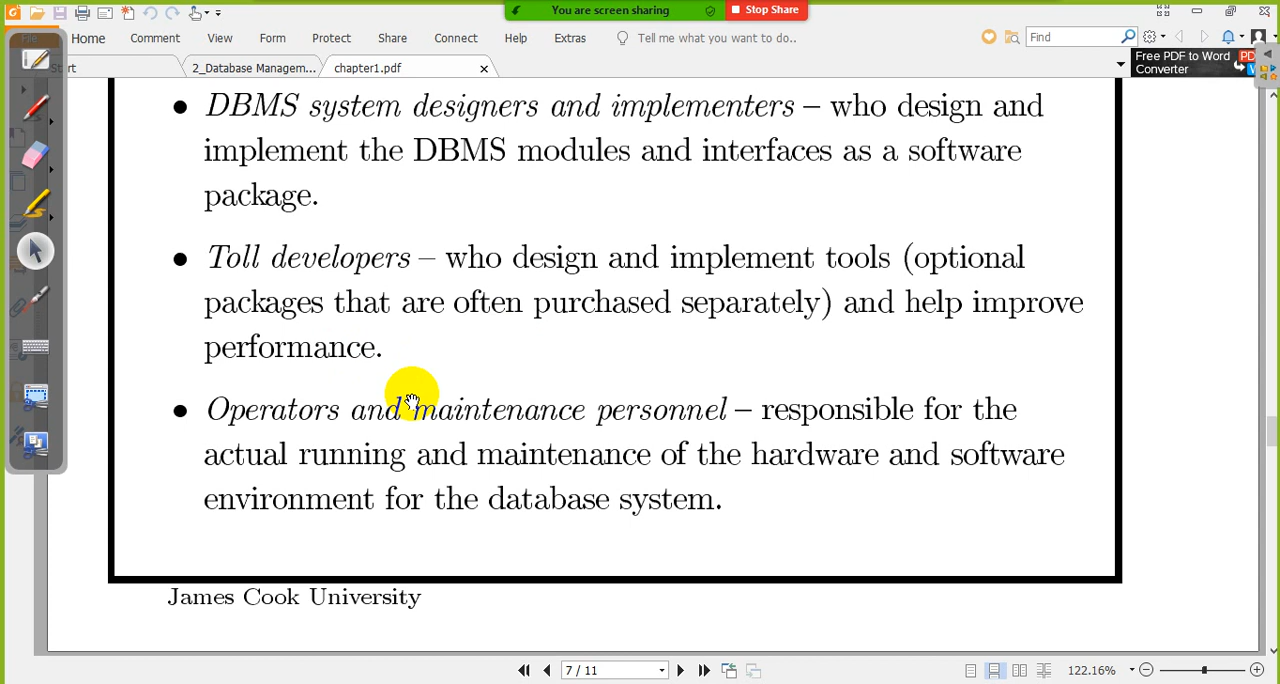 You are screen sharing
Stop Share
File
Home Comment View Form Protect Share Connect Help Extras Tell me what you want to do.. Find
Start 2_Database Managem... chapter1.pdf
Free PDF to Word
Converter
• DBMS system designers and implementers – who design and
implement the DBMS modules and interfaces as a software
package.
• Toll developers – who design and implement tools (optional
packages that are often purchased separately) and help improve
performance.
• Operators and maintenance personnel – responsible for the
actual running and maintenance of the hardware and software
environment for the database system.
James Cook University
7 / 11
122.16%